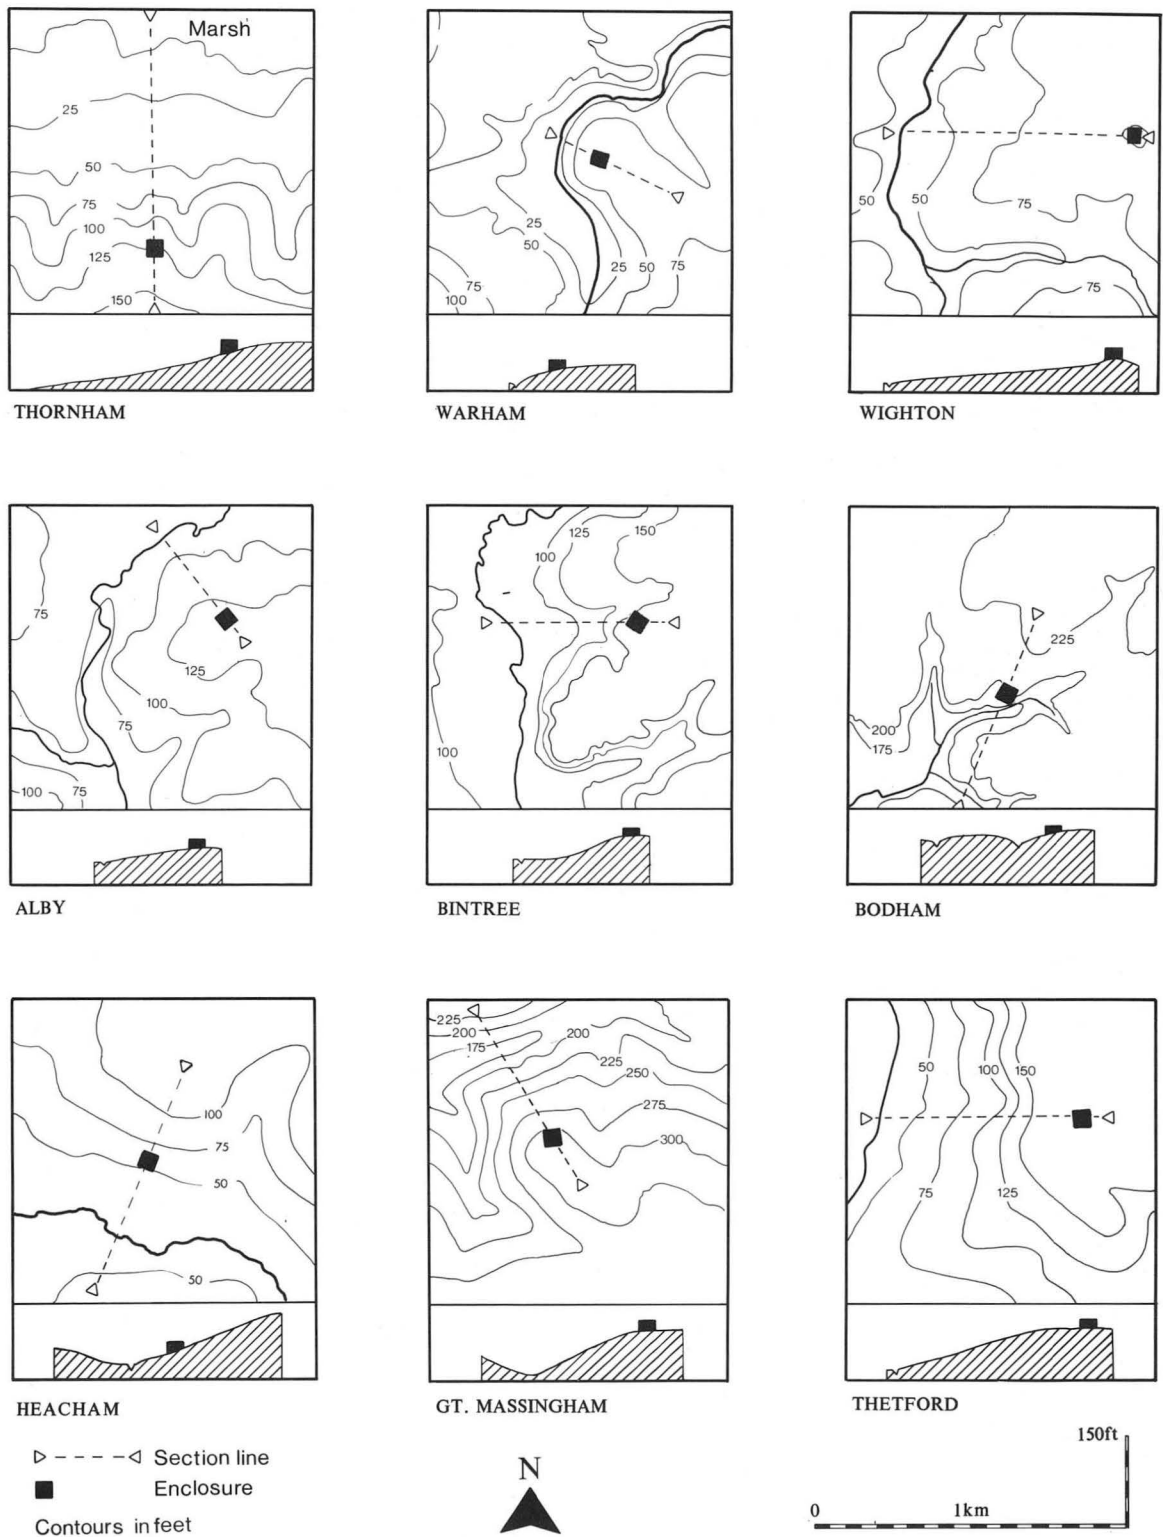 Marsh
25
50
75
100
125
150
THORNHAM
25
50
75
100
25
50
75
WARHAM
50
50
75
75
WIGHTON
75
125
100
75
100
75
ALBY
150
125
100
100
BINTREE
225
200
175
BODHAM
100
75
50
50
HEACHAM
225
200
175
200
225
250
275
300
GT. MASSINGHAM
50
100
150
75
125
THETFORD
Section line
Enclosure
Contours in feet
N
150ft
0 1km